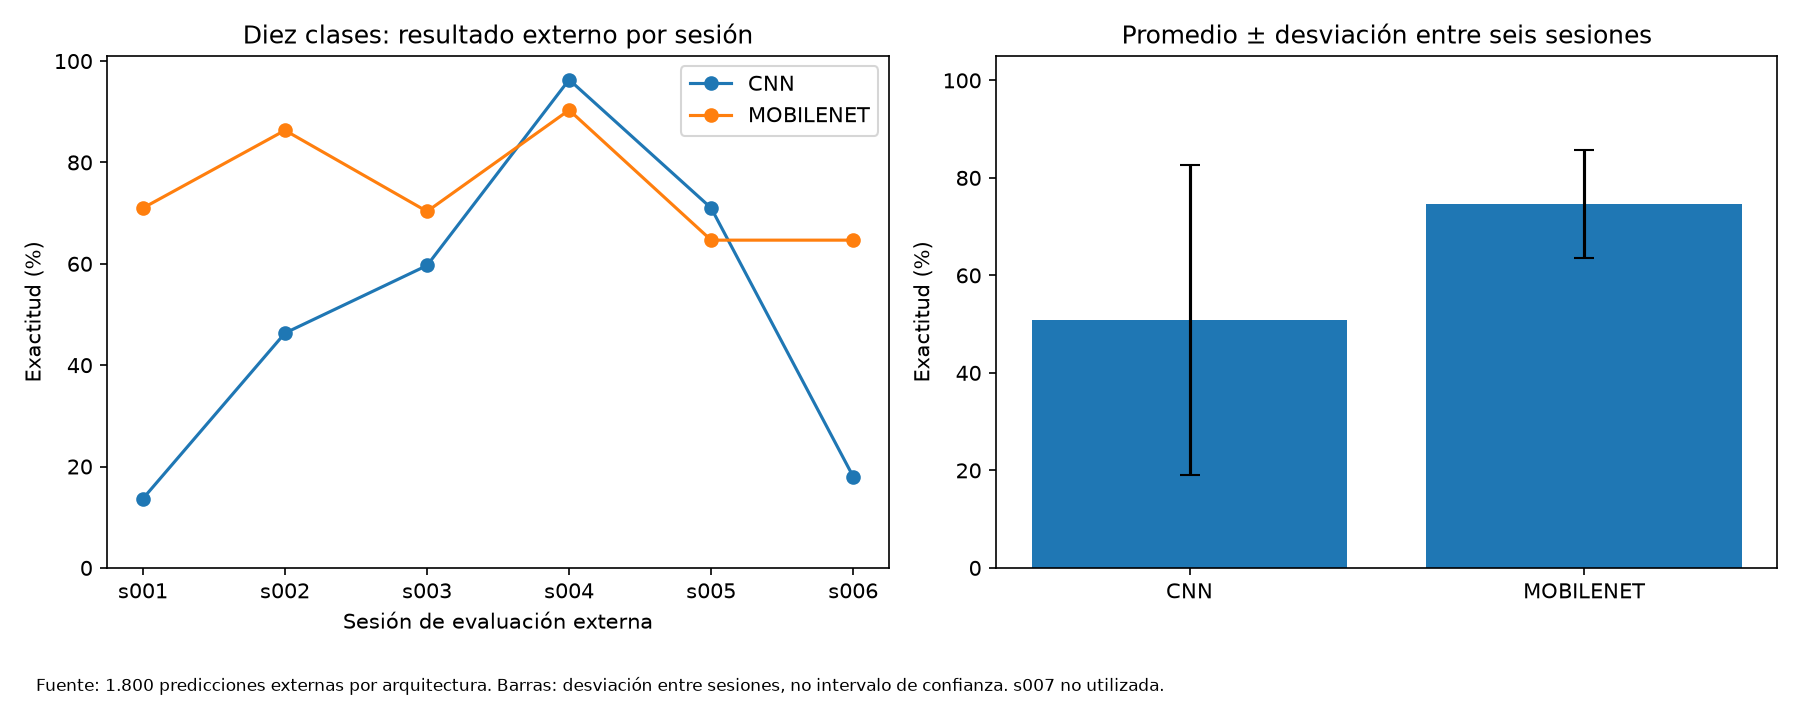 Diez clases: resultado externo por sesión
100
80
60
40
20
0
Exactitud (%)
CNN
MOBILENET
s001 s002 s003 s004 s005 s006
Sesión de evaluación externa
Promedio ± desviación entre seis sesiones
100
80
60
40
20
0
Exactitud (%)
CNN MOBILENET
Fuente: 1.800 predicciones externas por arquitectura. Barras: desviación entre sesiones, no intervalo de confianza. s007 no utilizada.